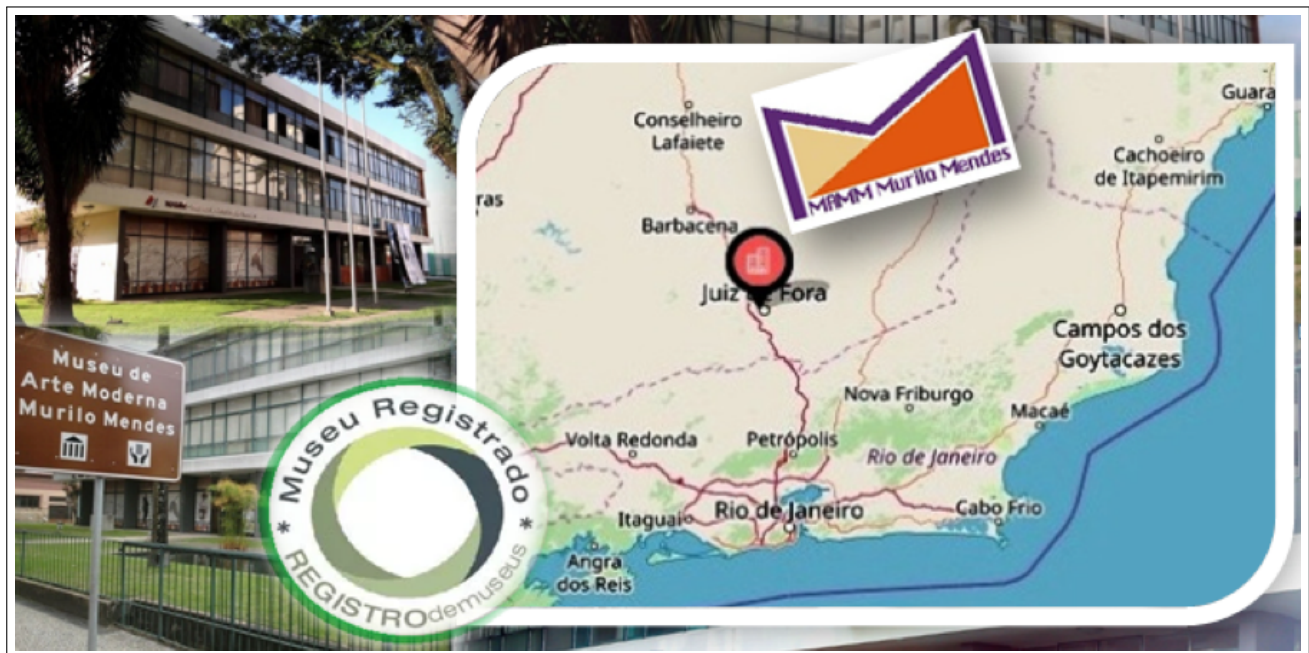 MAMM Murilo Mendes
Guara
Conselheiro
Lafaiete
Cachoeiro
de Itapemirim
ras
Barbacena
Juiz de Fora
Campos dos
Goytacazes
Museu de
Arte Moderna
Murilo Mendes
Nova Friburgo
Macaé
Museu Registrado
Volta Redonda
Petrópolis
Rio de Janeiro
Itaguaí
Rio de Janeiro
Cabo Frio
Angra
dos Reis
* REGISTROdemuseus *